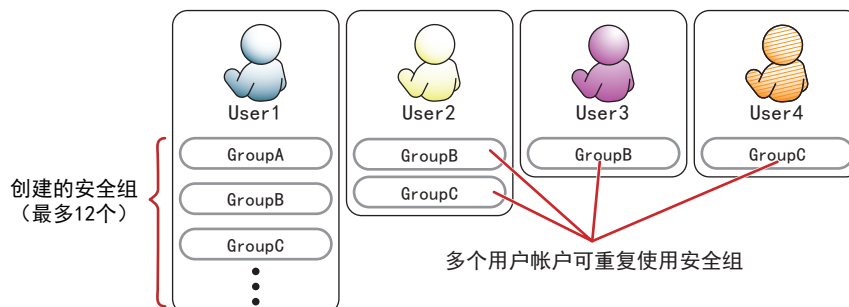 User1
User2
User3
User4
GroupA
GroupB
GroupB
GroupC
GroupB
GroupC
GroupC
创建的安全组
（最多12个）
多个用户帐户可重复使用安全组